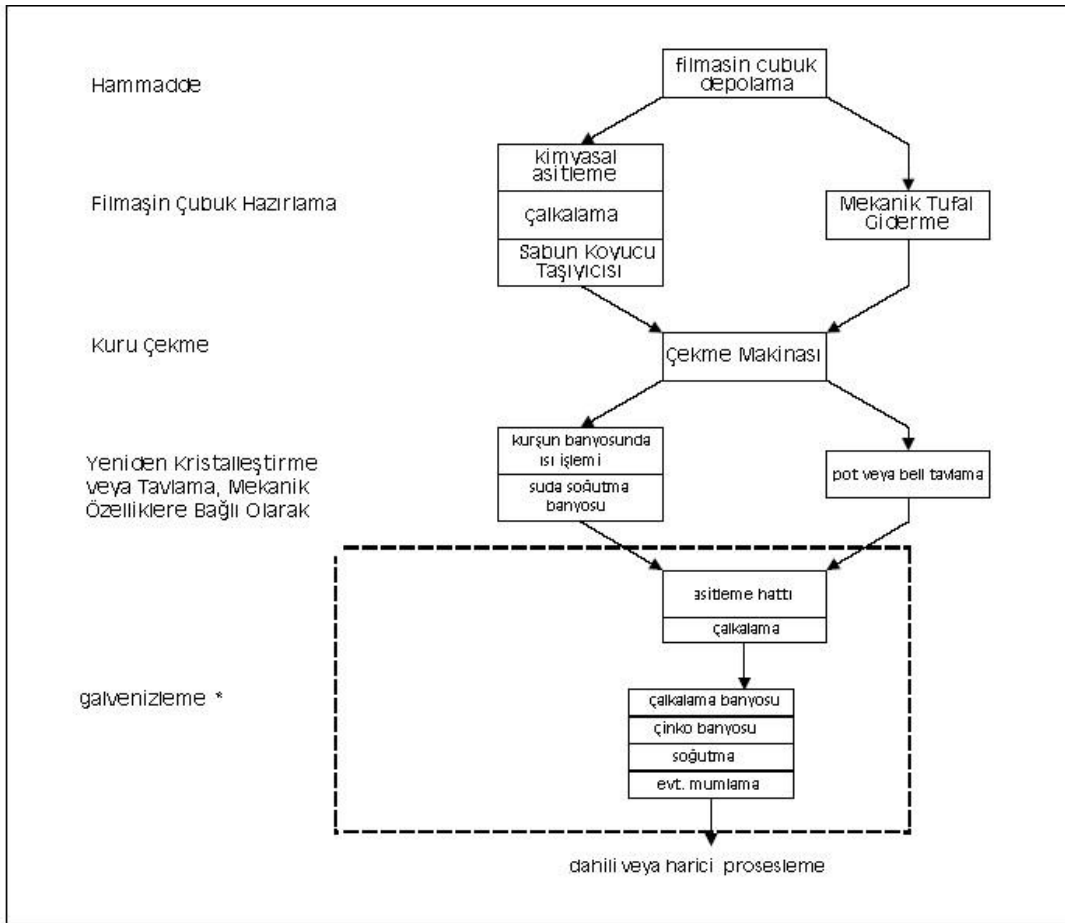 Hammadde
filmasin cubuk
depolama
Filmaşin Çubuk Hazırlama
kimyasal
asitleme
çalkalama
Sabun Koyucu
Taşıyıcısı
Mekanik Tufal
Giderme
Kuru Çekme
Çekme Makinası
Yeniden Kristalleştirme
veya Tavlama, Mekanik
Özelliklere Bağlı Olarak
kurşun banyosunda
ısı işlemi
suda soğutma
banyosu
pot veya bell tavlama
asitleme hattı
çalkalama
galvenizleme *
çalkalama banyosu
çinko banyosu
soğutma
evt. mumlama
dahili veya harici prosesleme